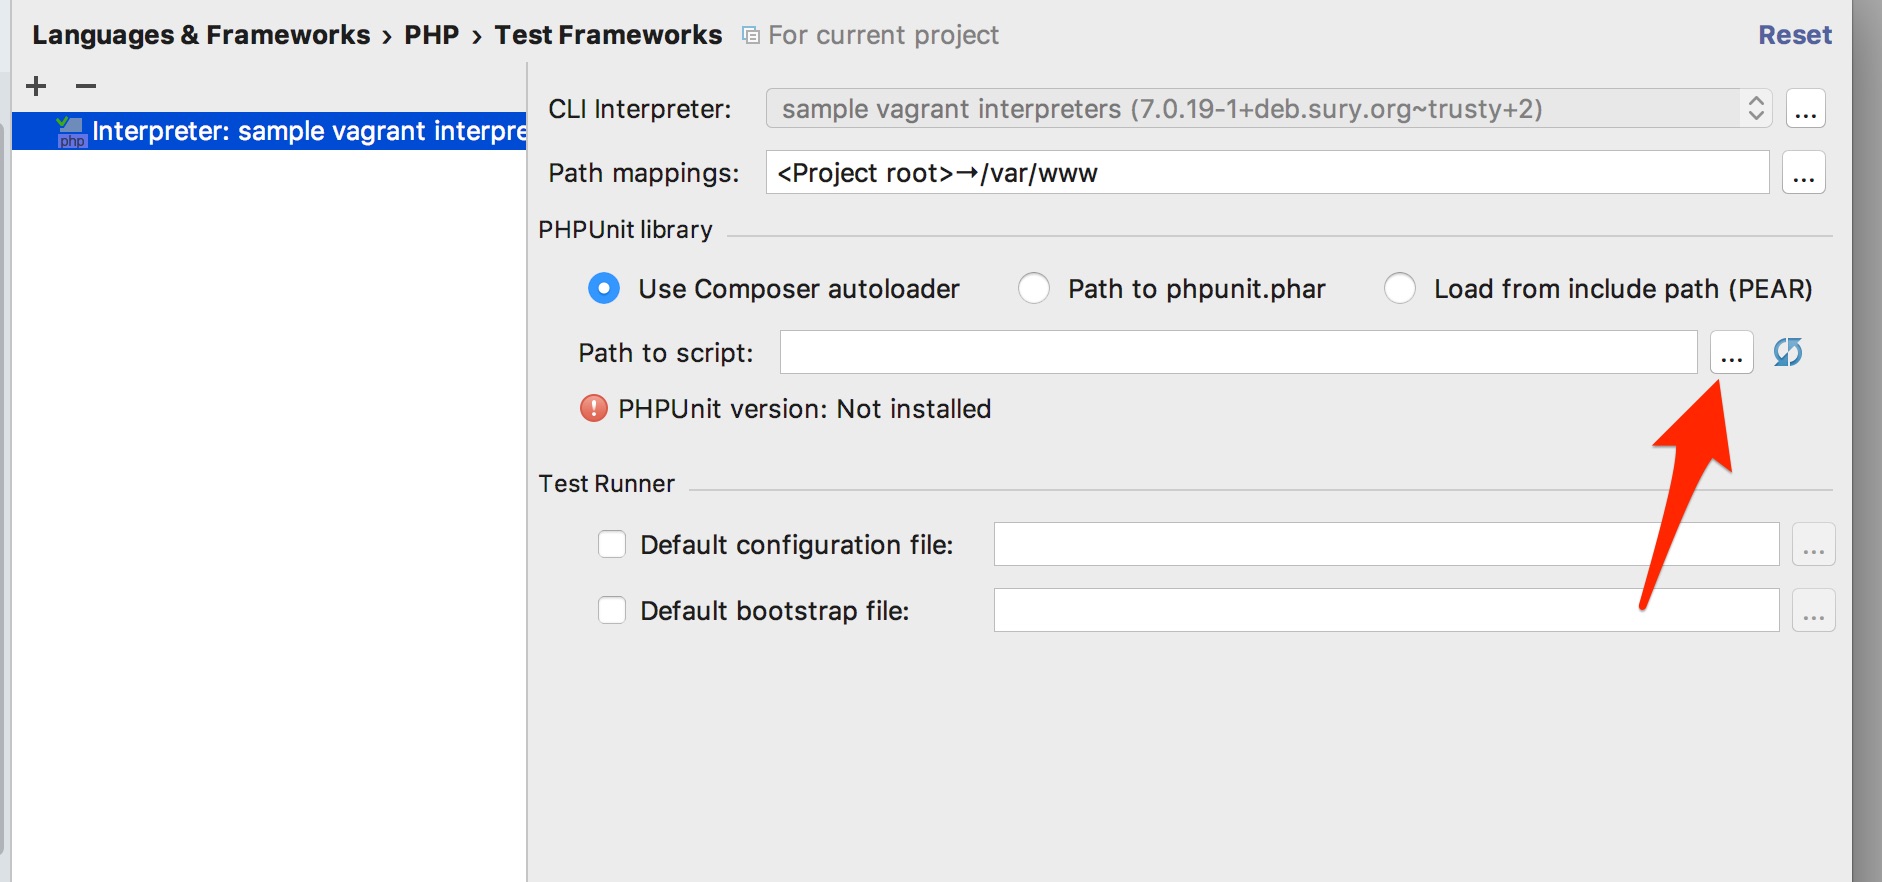 Languages & Frameworks › PHP › Test Frameworks For current project Reset
+ −
php Interpreter: sample vagrant interpre
CLI Interpreter: sample vagrant interpreters (7.0.19-1+deb.sury.org~trusty+2) ...
Path mappings: <Project root>→/var/www ...
PHPUnit library
Use Composer autoloader Path to phpunit.phar Load from include path (PEAR)
Path to script: ...
PHPUnit version: Not installed
Test Runner
Default configuration file: ...
Default bootstrap file: ...